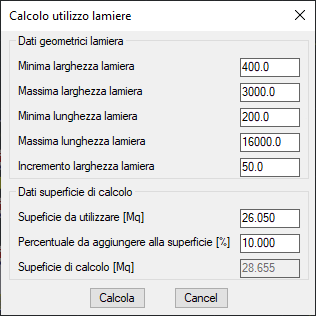 Calcolo utilizzo lamiere
Dati geometrici lamiera
Minima larghezza lamiera 400.0
Massima larghezza lamiera 3000.0
Minima lunghezza lamiera 200.0
Massima lunghezza lamiera 16000.0
Incremento larghezza lamiera 50.0
Dati superficie di calcolo
Supeficie da utilizzare [Mq] 26.050
Percentuale da aggiungere alla superficie [%] 10.000
Supeficie di calcolo [Mq] 28.655
Calcola Cancel